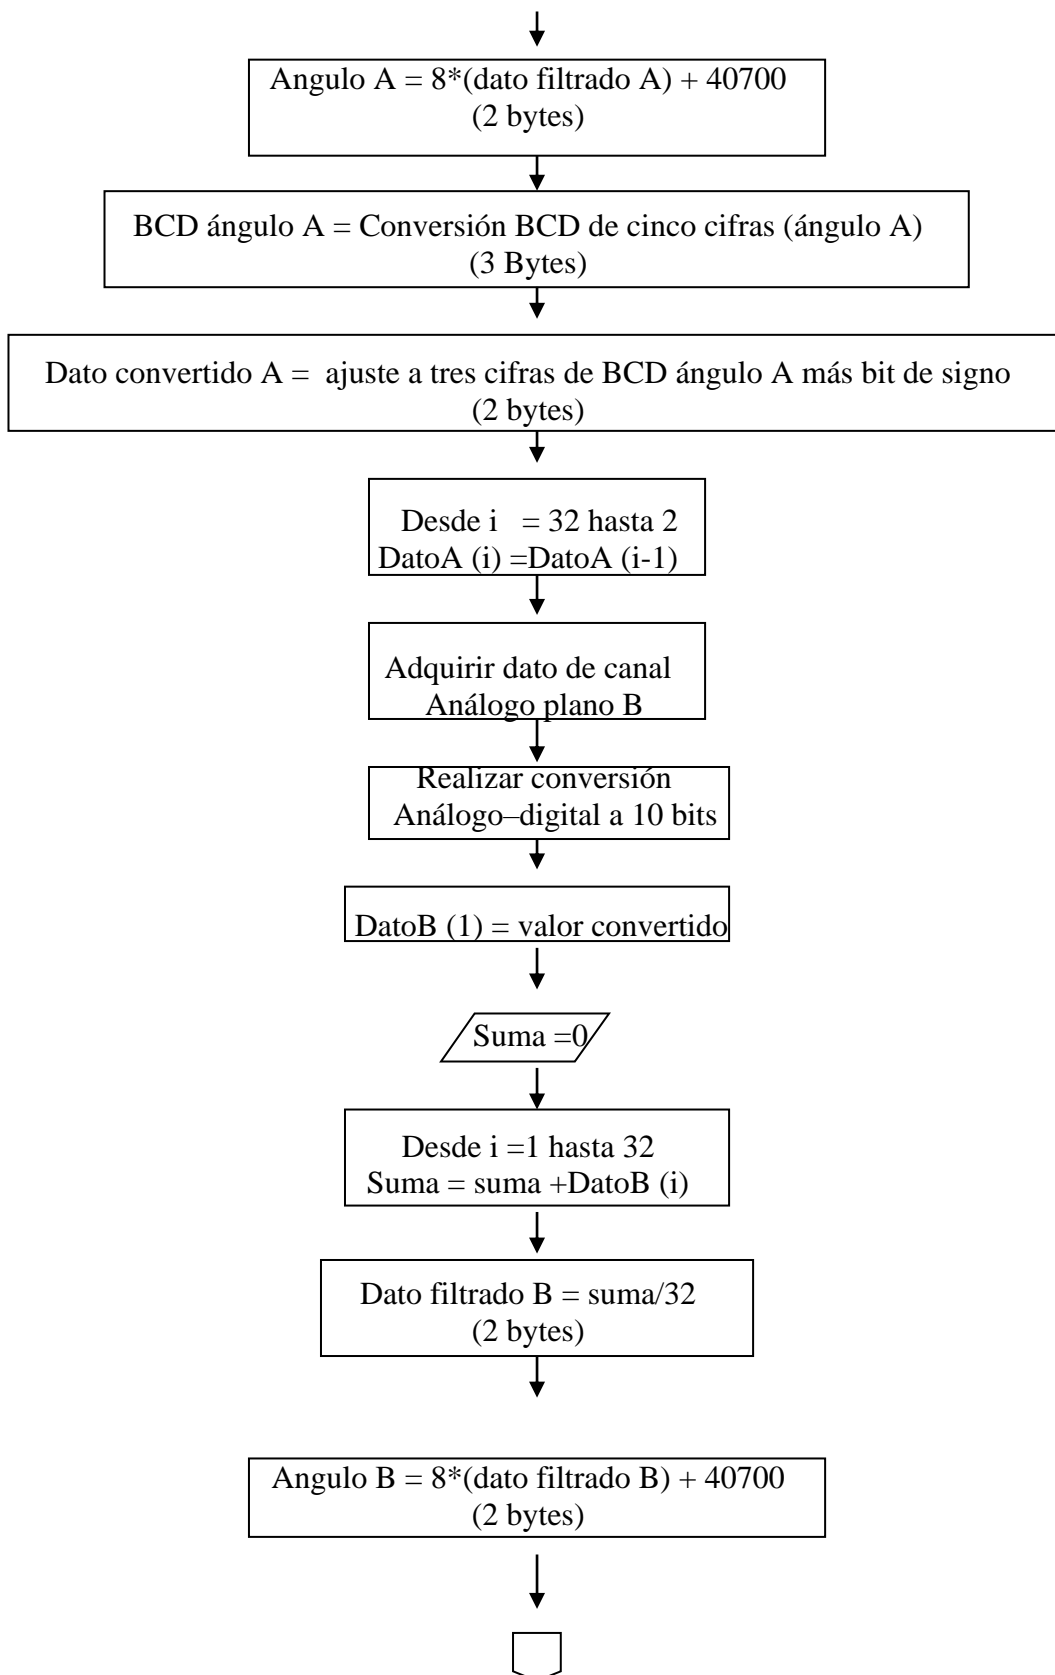 Angulo A = 8*(dato filtrado A) + 40700
(2 bytes)
BCD ángulo A = Conversión BCD de cinco cifras (ángulo A)
(3 Bytes)
Dato convertido A = ajuste a tres cifras de BCD ángulo A más bit de signo
(2 bytes)
Desde i = 32 hasta 2
DatoA (i) =DatoA (i-1)
Adquirir dato de canal
Análogo plano B
Realizar conversión
Análogo–digital a 10 bits
DatoB (1) = valor convertido
Suma =0
Desde i =1 hasta 32
Suma = suma +DatoB (i)
Dato filtrado B = suma/32
(2 bytes)
Angulo B = 8*(dato filtrado B) + 40700
(2 bytes)